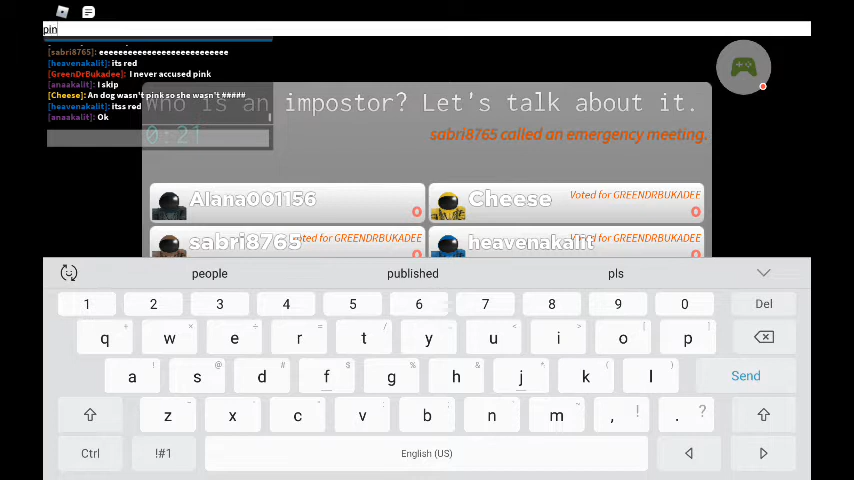 pin
[sabri8765]: eeeeeeeeeeeeeeeeeeeeeeeeeee
[heavenakalit]: its red
[GreenDrBukadee]: I never accused pink
[anaakalit]: I skip
[Cheese]: An dog wasn't pink so she wasn't #####
[heavenakalit]: itss red
[anaakalit]: Ok
Who is an impostor? Let's talk about it.
0:21
sabri8765 called an emergency meeting.
Alana001156 0
Cheese Voted for GREENDRBUKADEE 0
sabri8765 Voted for GREENDRBUKADEE
heavenakalit Voted for GREENDRBUKADEE
people published pls
1 2 3 4 5 6 7 8 9 0 Del
q w e r t y u i o p
a s d f g h j k l Send
z x c v b n m , ! . ?
Ctrl !#1 English (US)